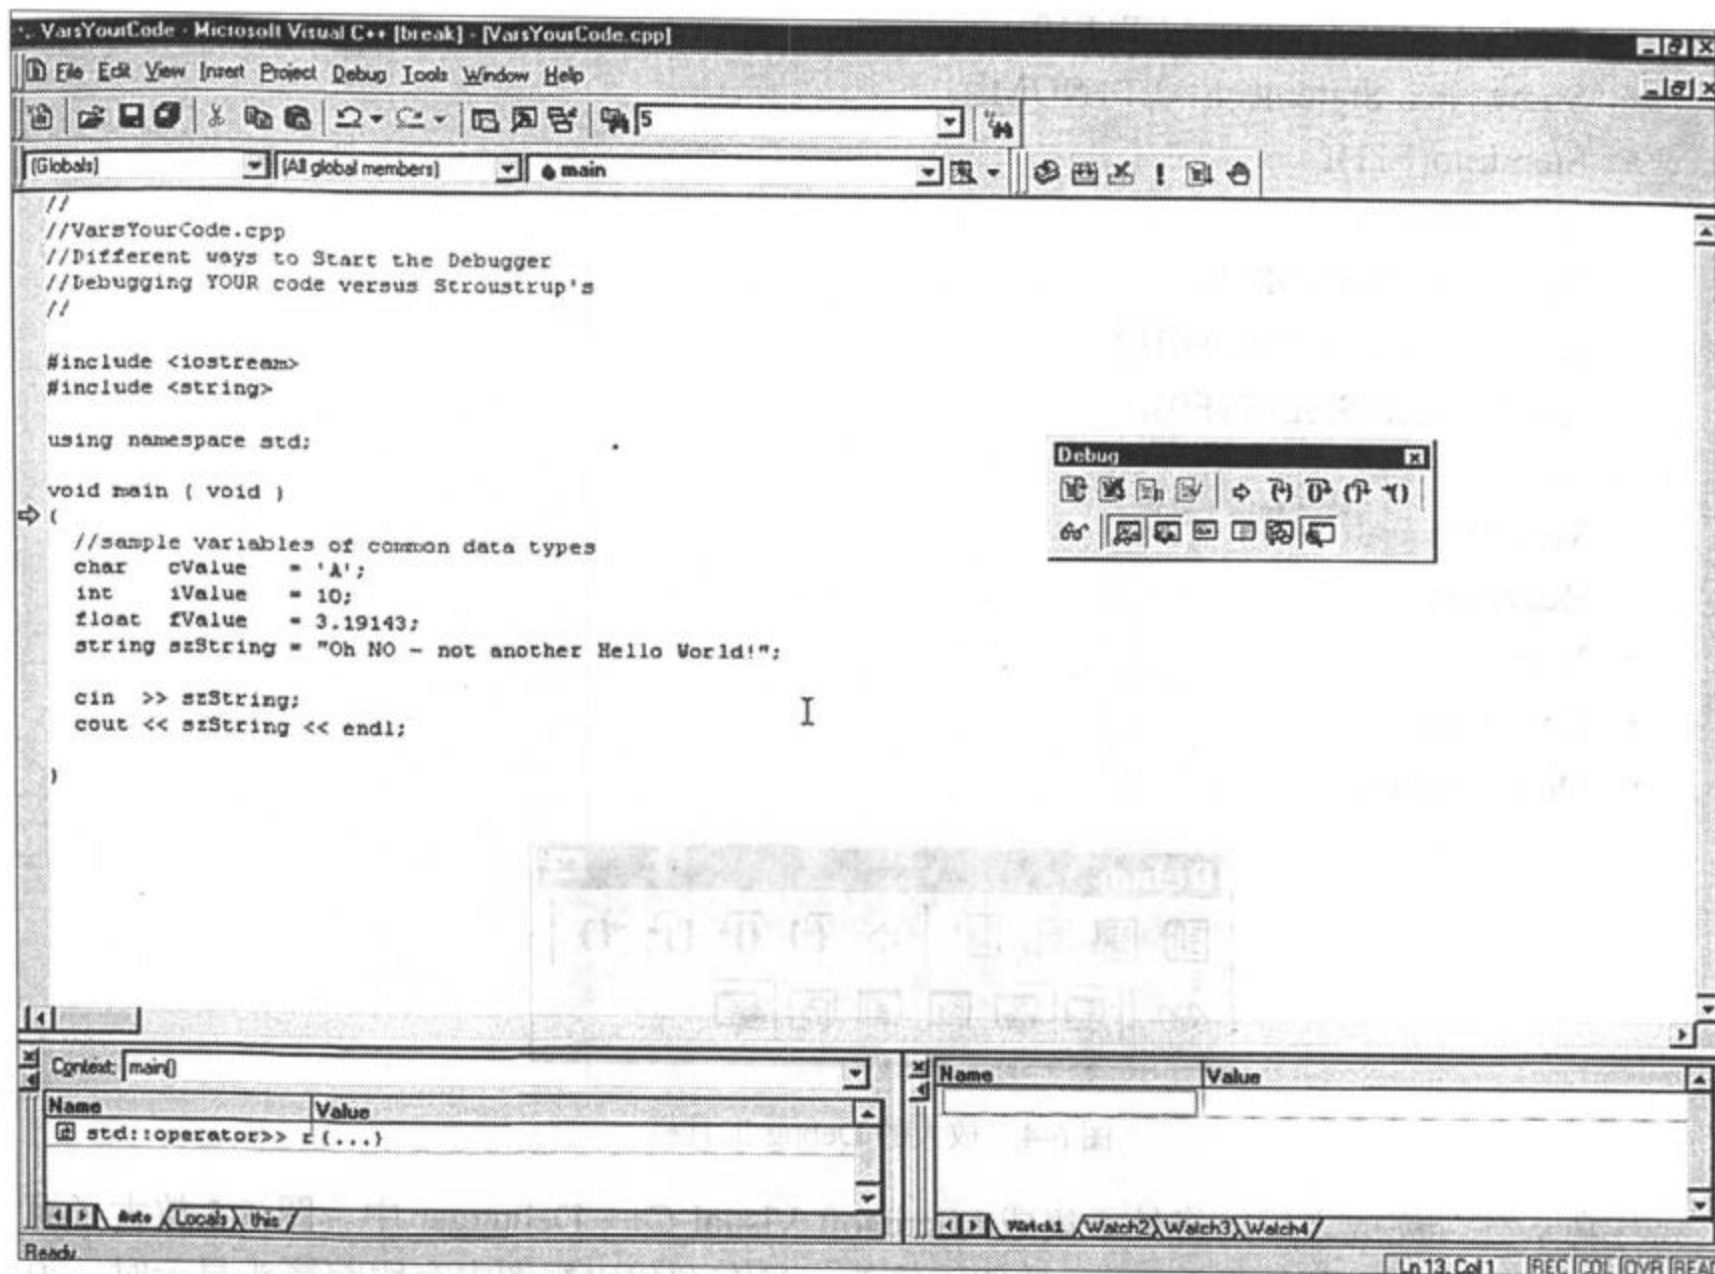 VarsYourCode - Microsoft Visual C++ [break] - [VarsYourCode.cpp]
File Edit View Insert Project Debug Tools Window Help
5
(Globals) (All global members) main
//
//VarsYourCode.cpp
//Different ways to Start the Debugger
//Debugging YOUR code versus Stroustrup's
//
#include <iostream>
#include <string>
using namespace std;
void main ( void )
{
//sample variables of common data types
char cValue = 'A';
int iValue = 10;
float fValue = 3.19143;
string szString = "Oh NO - not another Hello World!";
cin >> szString;
cout << szString << endl;
}
Debug
Context: main()
Name Value
std::operator>> r {...}
Auto Locals this
Name Value
Watch1 Watch2 Watch3 Watch4
Ready
Ln 13, Col 1 REC COL OVR READ